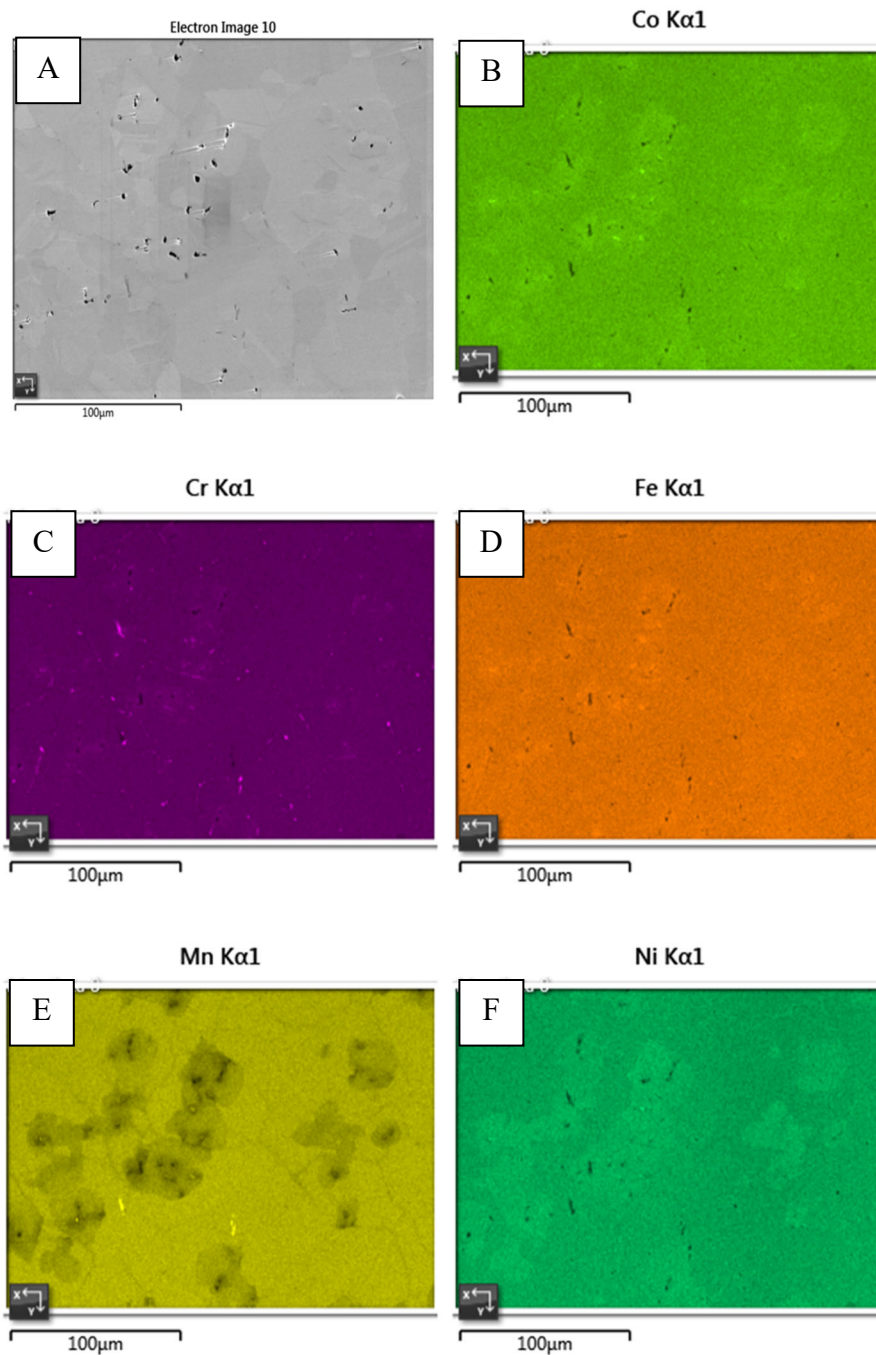 Electron Image 10
A
X
Y
100μm
Co Kα1
B
X
Y
100μm
Cr Kα1
C
X
Y
100μm
Fe Kα1
D
X
Y
100μm
Mn Kα1
E
X
Y
100μm
Ni Kα1
F
X
Y
100μm